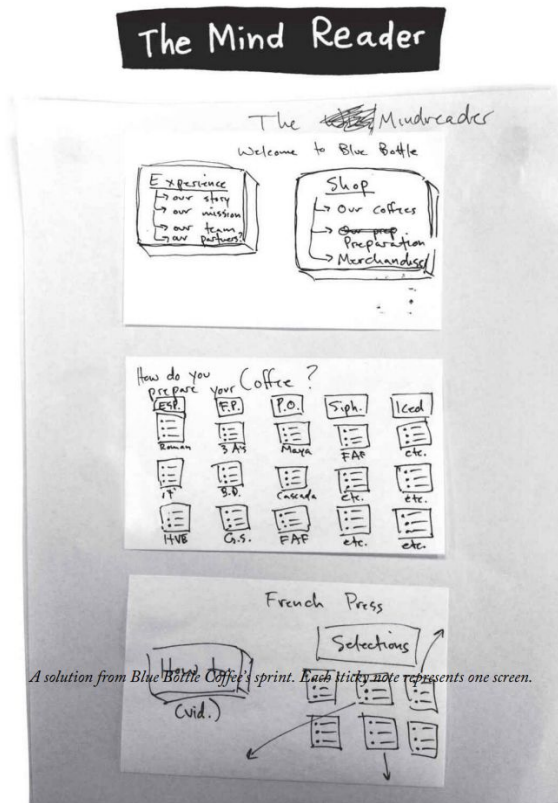 The Mind Reader
The Mindreader
Welcome to Blue Bottle
Experience
our story
our mission
our team
our partners?
Shop
Our coffees
Our prep
Preparation
Merchandise
How do you
prepare your Coffee?
ESP. F.P. P.O. Siph. Iced
Roman 3 A's Maya FAF etc.
17 Cascada etc. etc.
HVB G.S. FAF etc. etc.
French Press
Selections
How to
(vid.)
A solution from Blue Bottle Coffee's sprint. Each sticky note represents one screen.